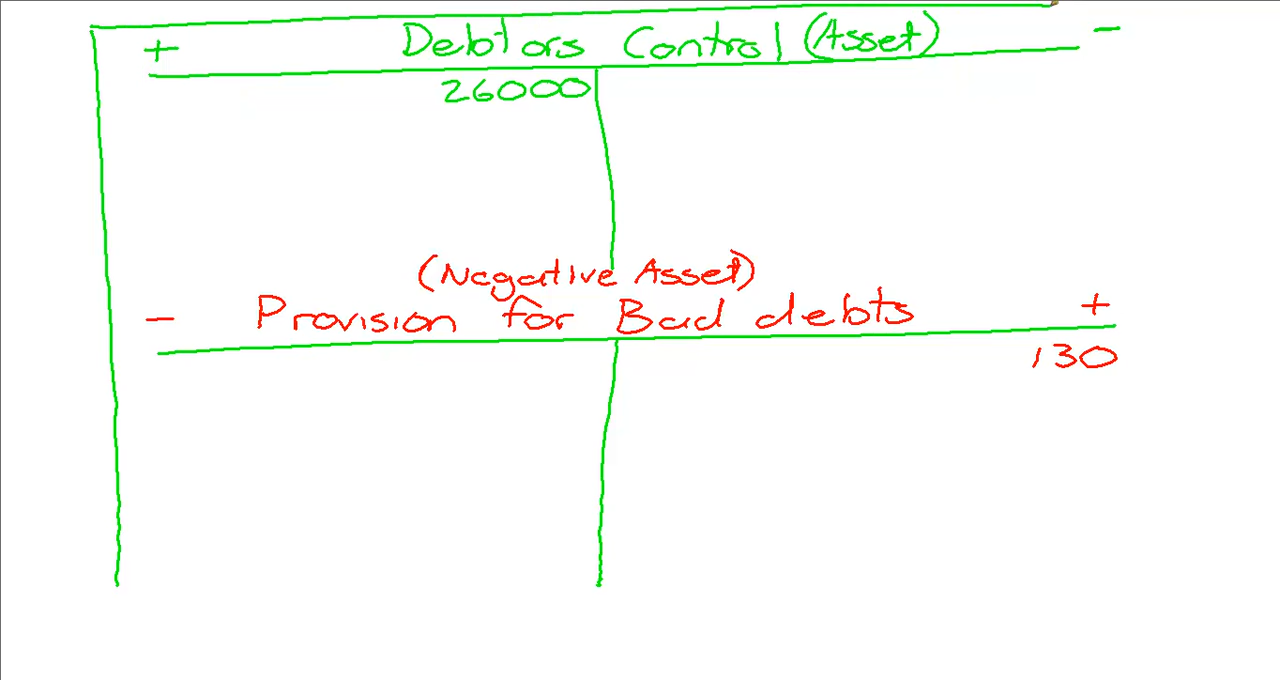 + Debtors Control (Asset) -
26000
(Negative Asset)
- Provision for Bad debts +
130